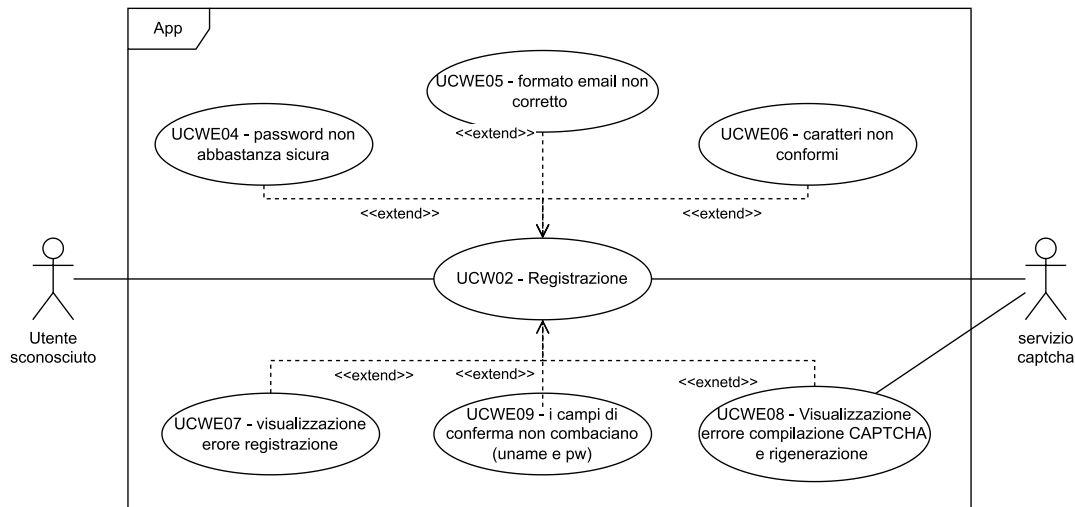 App
UCWE05 - formato email non
corretto
<<extend>>
UCWE04 - password non
abbastanza sicura
UCWE06 - caratteri non
conformi
<<extend>>
<<extend>>
UCW02 - Registrazione
Utente
sconosciuto
servizio
captcha
<<extend>>
<<extend>>
<<exnetd>>
UCWE07 - visualizzazione
erore registrazione
UCWE09 - i campi di
conferma non combaciano
(uname e pw)
UCWE08 - Visualizzazione
errore compilazione CAPTCHA
e rigenerazione